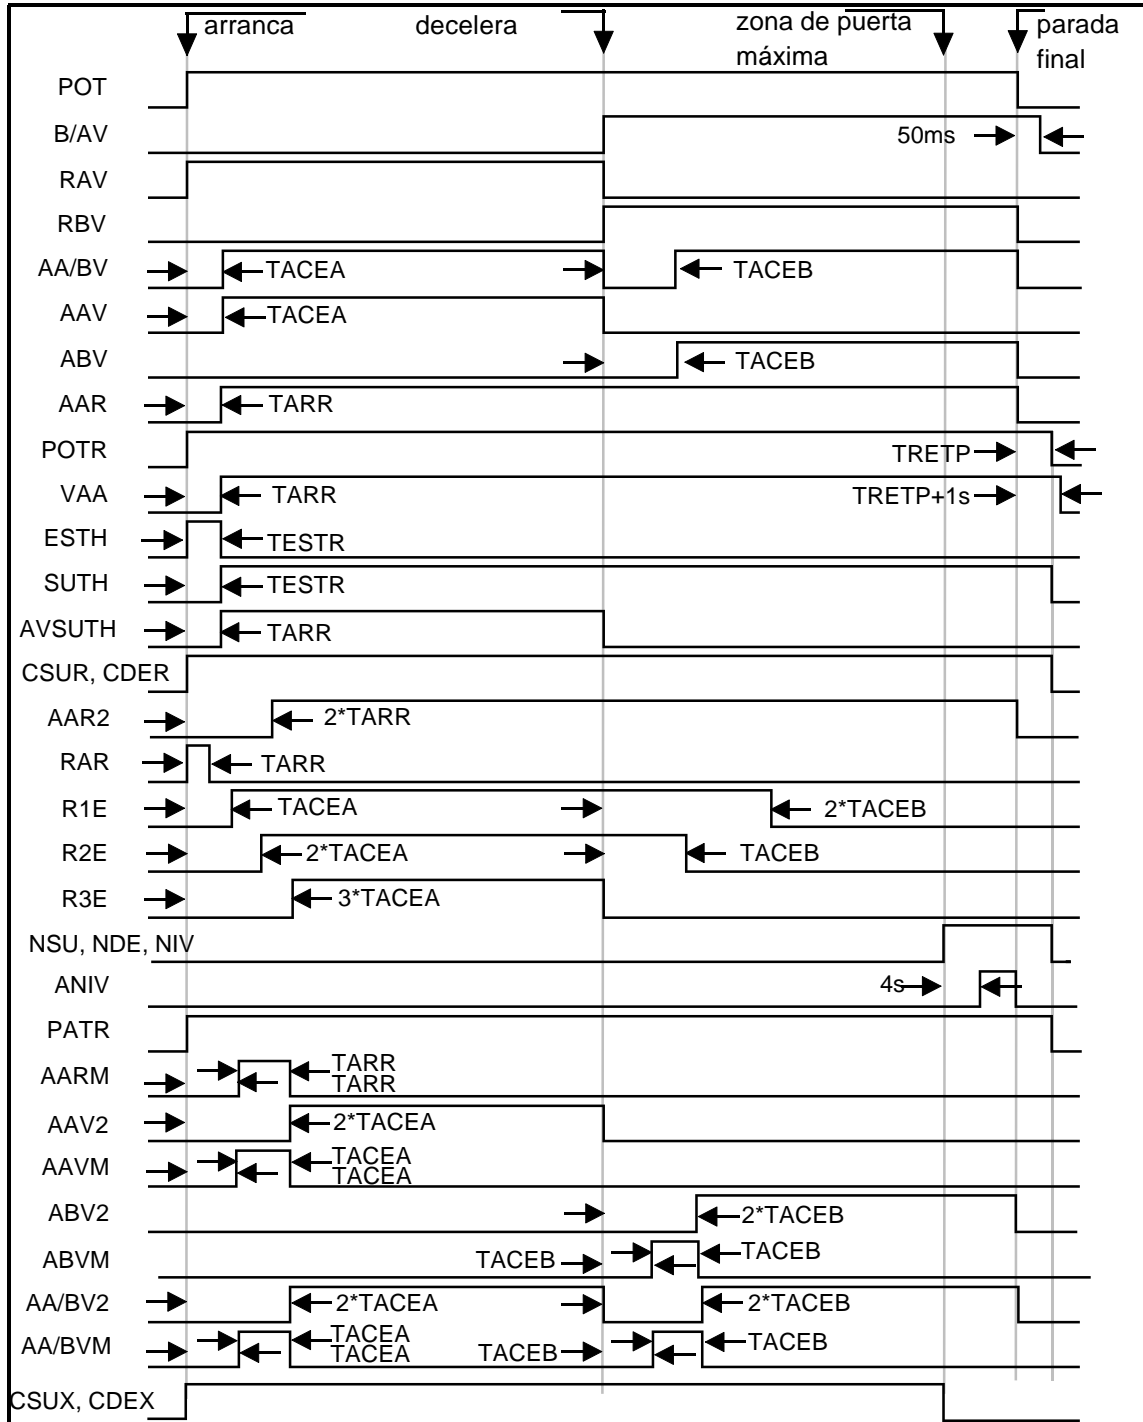 arranca decelera zona de puerta máxima parada final
POT
B/AV 50ms
RAV
RBV
AA/BV TACEA TACEB
AAV TACEA
ABV TACEB
AAR TARR
POTR TRETP
VAA TARR TRETP+1s
ESTH TESTR
SUTH TESTR
AVSUTH TARR
CSUR, CDER
AAR2 2*TARR
RAR TARR
R1E TACEA 2*TACEB
R2E 2*TACEA TACEB
R3E 3*TACEA
NSU, NDE, NIV
ANIV 4s
PATR
AARM TARR
TARR
AAV2 2*TACEA
AAVM TACEA
TACEA
ABV2 2*TACEB
ABVM TACEB TACEB
AA/BV2 2*TACEA 2*TACEB
AA/BVM TACEA
TACEA TACEB TACEB
CSUX, CDEX